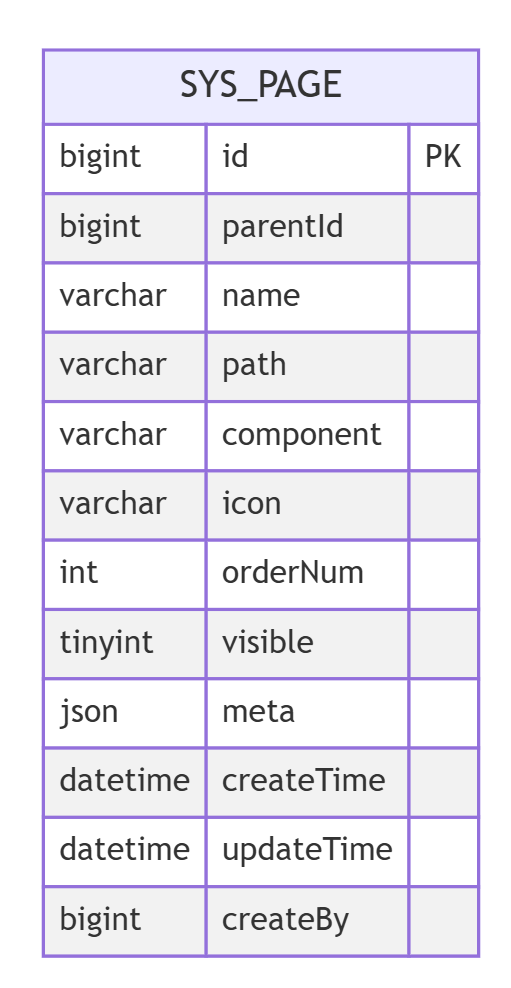 SYS_PAGE
bigint id PK
bigint parentId
varchar name
varchar path
varchar component
varchar icon
int orderNum
tinyint visible
json meta
datetime createTime
datetime updateTime
bigint createBy